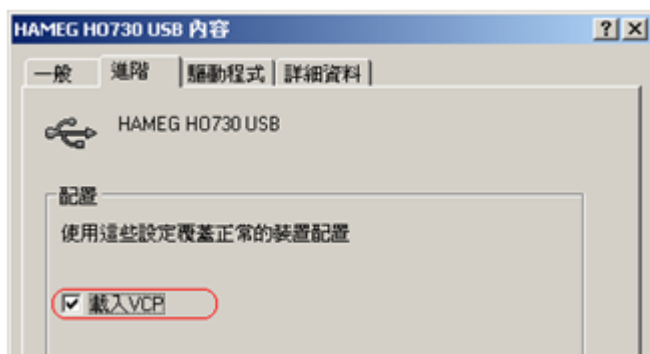 HAMEG HO730 USB 內容
一般 進階 驅動程式 詳細資料
HAMEG HO730 USB
配置
使用這些設定覆蓋正常的裝置配置
載入VCP